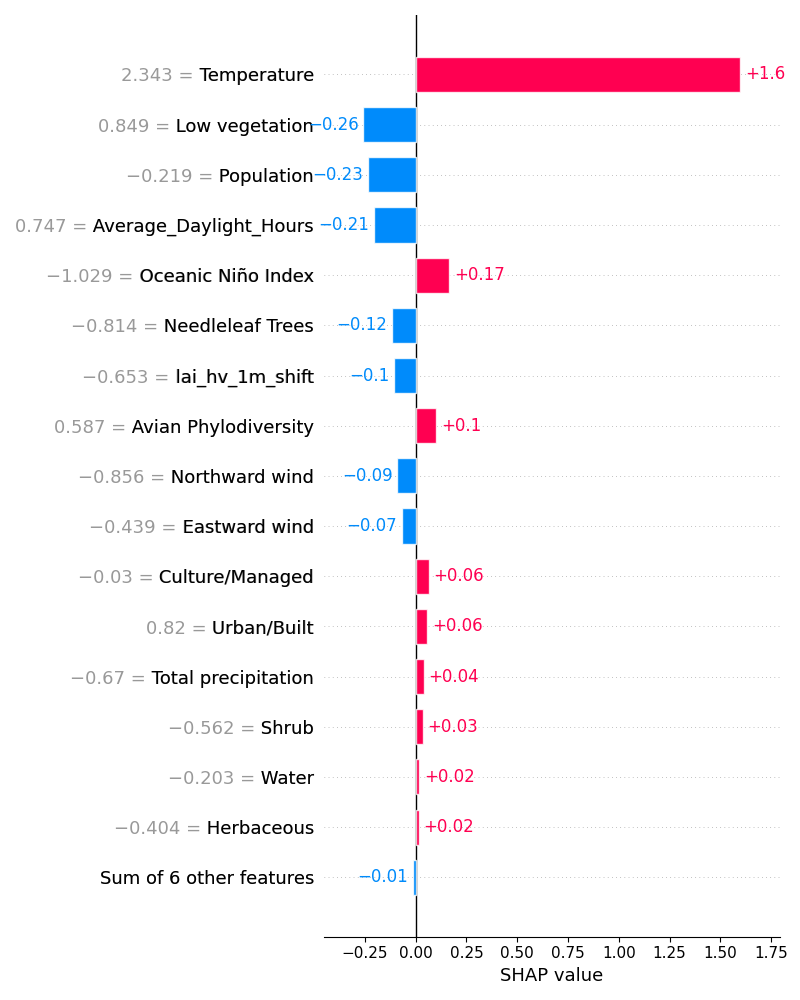 2.343 = Temperature +1.6
0.849 = Low vegetation −0.26
−0.219 = Population −0.23
0.747 = Average_Daylight_Hours −0.21
−1.029 = Oceanic Niño Index +0.17
−0.814 = Needleleaf Trees −0.12
−0.653 = lai_hv_1m_shift −0.1
0.587 = Avian Phylodiversity +0.1
−0.856 = Northward wind −0.09
−0.439 = Eastward wind −0.07
−0.03 = Culture/Managed +0.06
0.82 = Urban/Built +0.06
−0.67 = Total precipitation +0.04
−0.562 = Shrub +0.03
−0.203 = Water +0.02
−0.404 = Herbaceous +0.02
Sum of 6 other features −0.01
−0.25 0.00 0.25 0.50 0.75 1.00 1.25 1.50 1.75
SHAP value